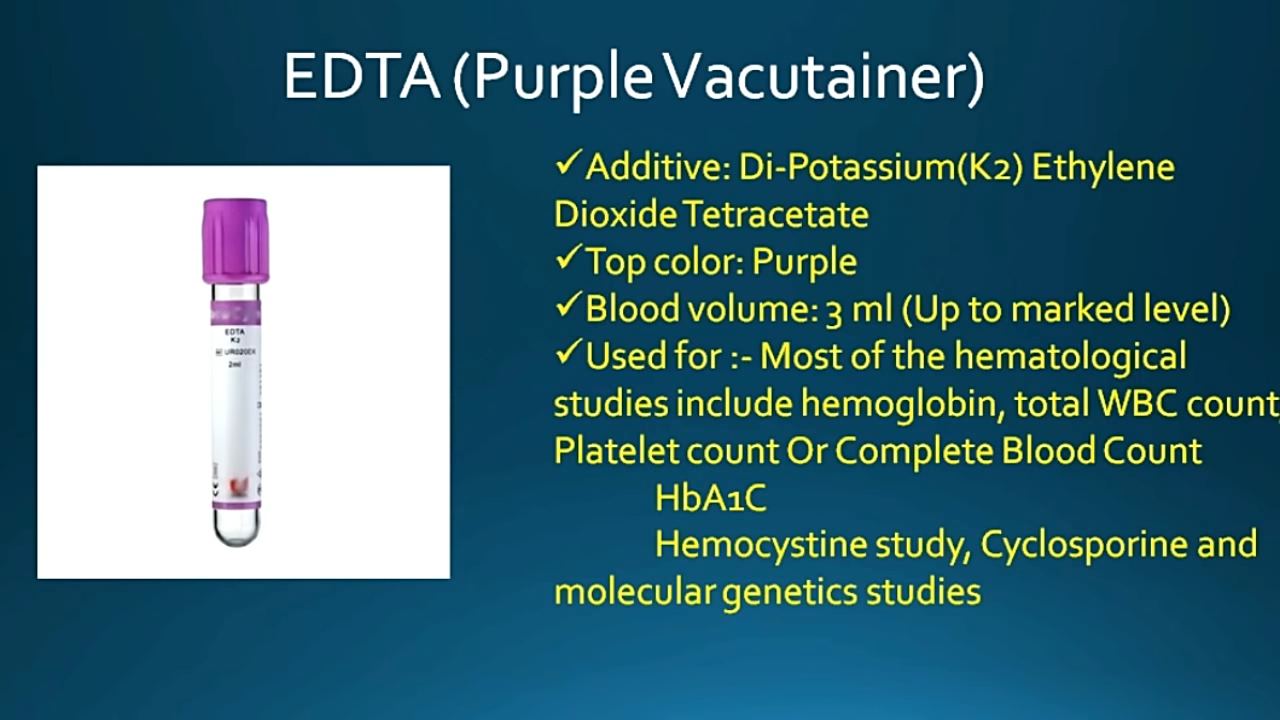 EDTA (Purple Vacutainer)
✓Additive: Di-Potassium(K2) Ethylene
Dioxide Tetracetate
✓Top color: Purple
✓Blood volume: 3 ml (Up to marked level)
✓Used for :- Most of the hematological
studies include hemoglobin, total WBC count,
Platelet count Or Complete Blood Count
HbA1C
Hemocystine study, Cyclosporine and
molecular genetics studies
EDTA
K2
2ml